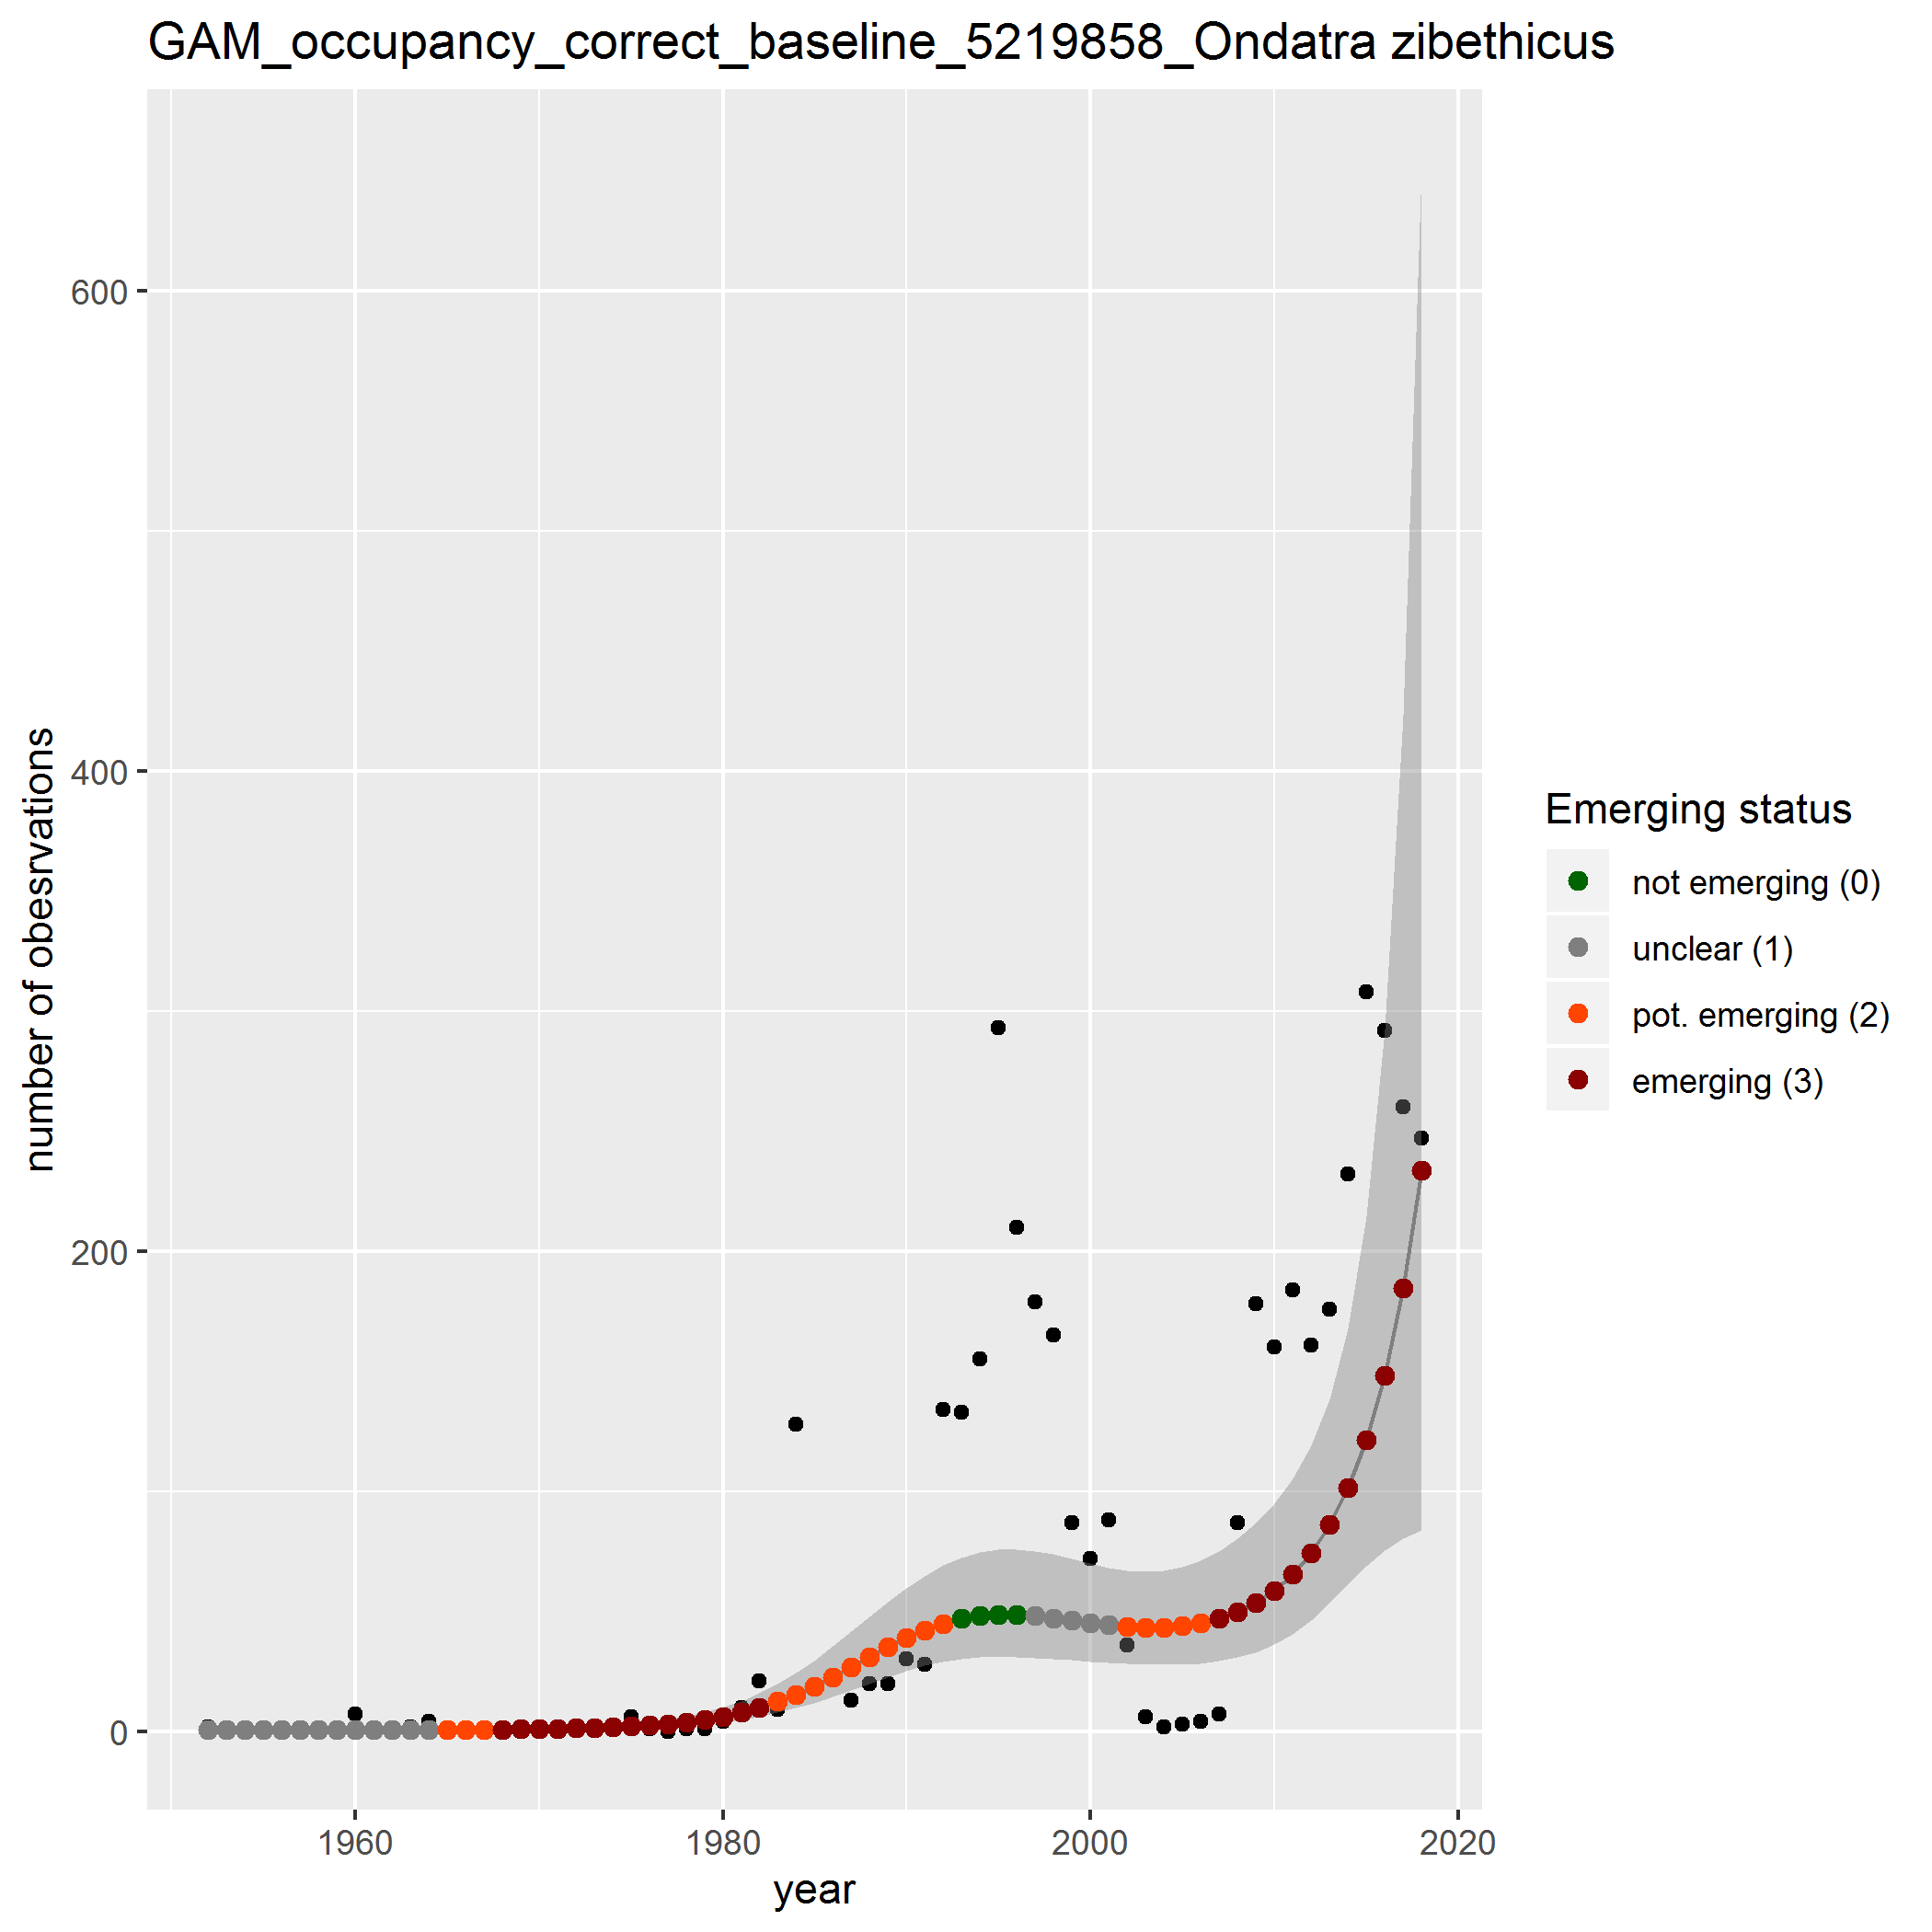 GAM_occupancy_correct_baseline_5219858_Ondatra zibethicus
600
400
200
0
number of obesrvations
1960
1980
2000
2020
year
Emerging status
not emerging (0)
unclear (1)
pot. emerging (2)
emerging (3)